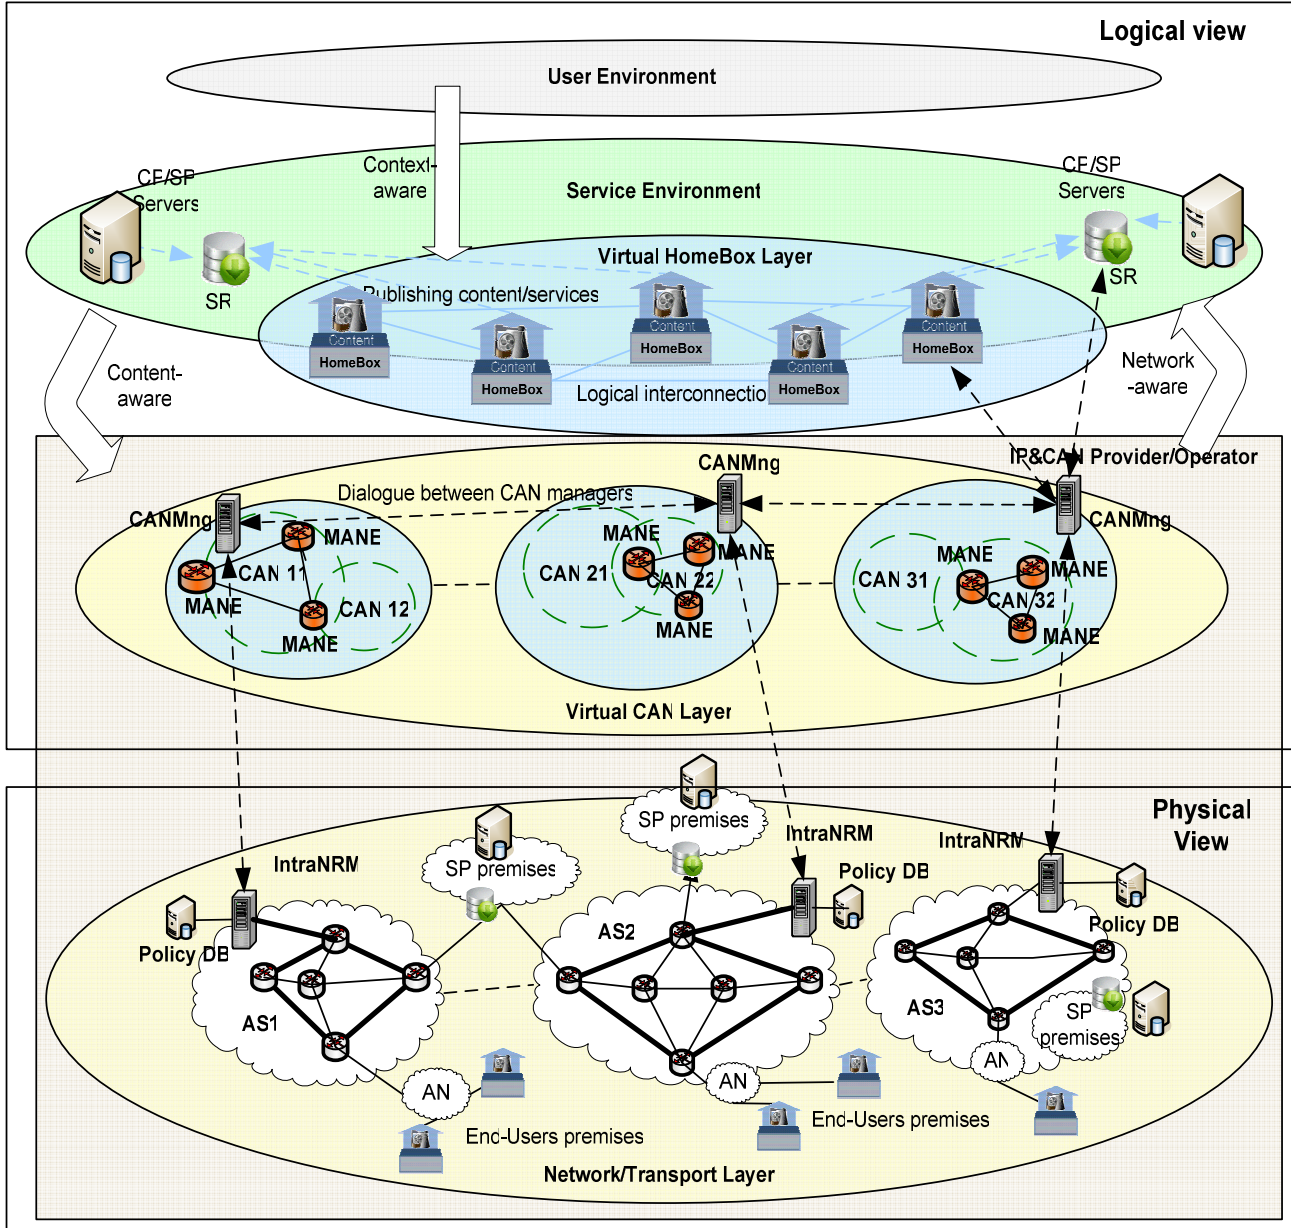 Logical view
User Environment
Context-
aware
CP/SP
Servers
Service Environment
CP/SP
Servers
Virtual HomeBox Layer
SR
SR
Publishing content/services
Content
HomeBox
Content
HomeBox
Content
HomeBox
Content
HomeBox
Content
HomeBox
Logical interconnectio
Content-
aware
Network
-aware
IP&CAN Provider/Operator
CANMng
Dialogue between CAN managers
CANMng
CANMng
MANE
CAN 11
MANE
CAN 12
MANE
CAN 21
MANE
CAN 22
MANE
MANE
CAN 31
MANE
CAN 32
MANE
Virtual CAN Layer
Physical
View
SP premises
IntraNRM
IntraNRM
IntraNRM
SP premises
Policy DB
Policy DB
Policy DB
AS1
AS2
AS3
SP
premises
AN
AN
AN
End-Users premises
End-Users premises
Network/Transport Layer